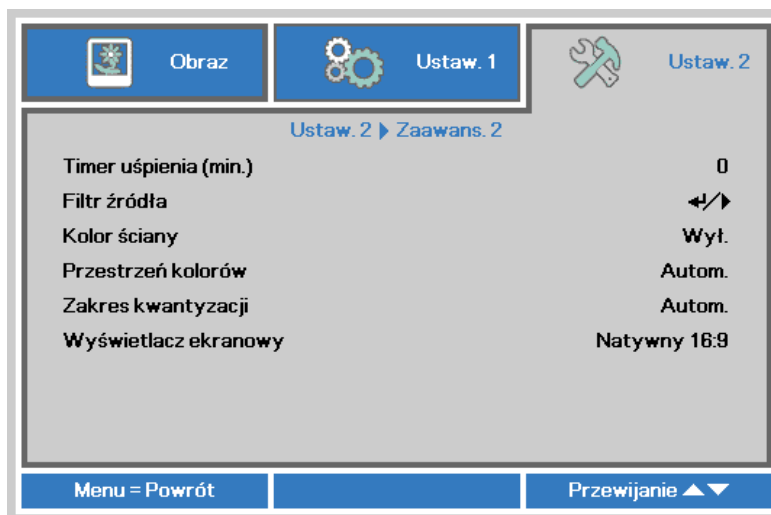 Obraz
Ustaw. 1
Ustaw. 2
Ustaw. 2 ▶ Zaawans. 2
Timer uśpienia (min.) 0
Filtr źródła ↵/▶
Kolor ściany Wył.
Przestrzeń kolorów Autom.
Zakres kwantyzacji Autom.
Wyświetlacz ekranowy Natywny 16:9
Menu = Powrót
Przewijanie ▲▼